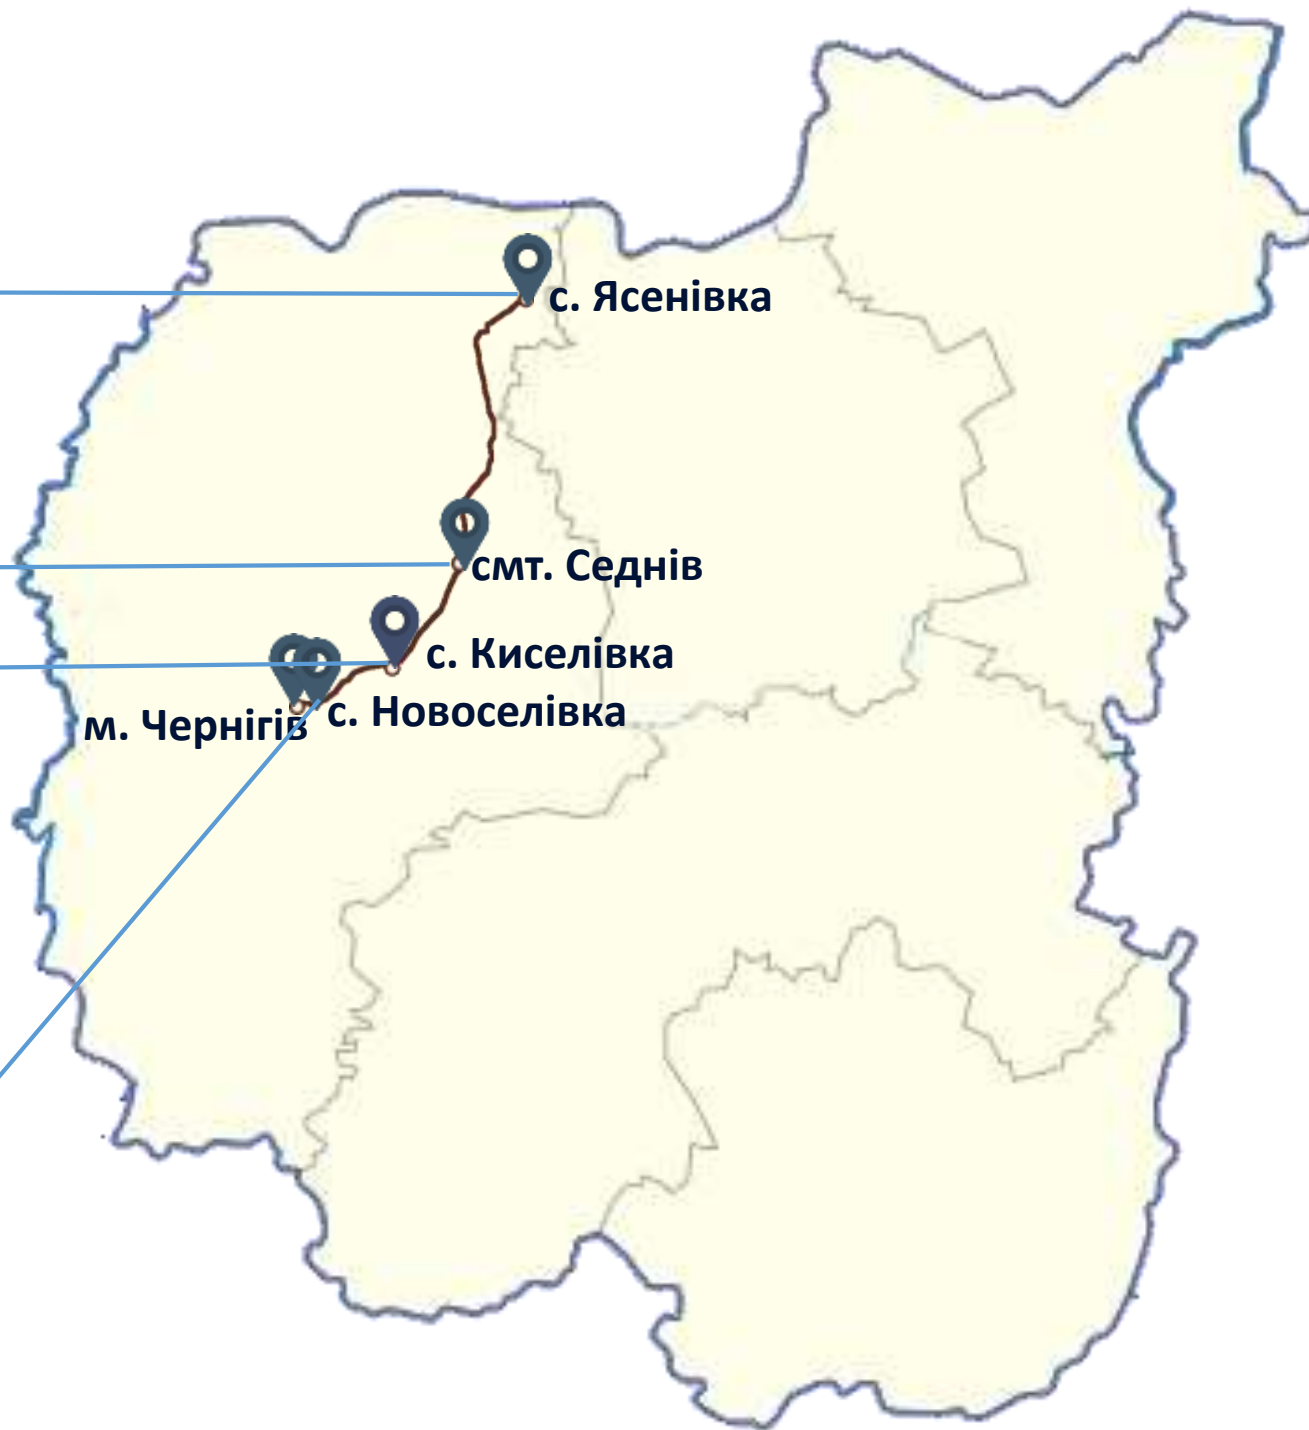 с. Ясенівка
смт. Седнів
с. Киселівка
с. Новоселівка
м. Чернігів